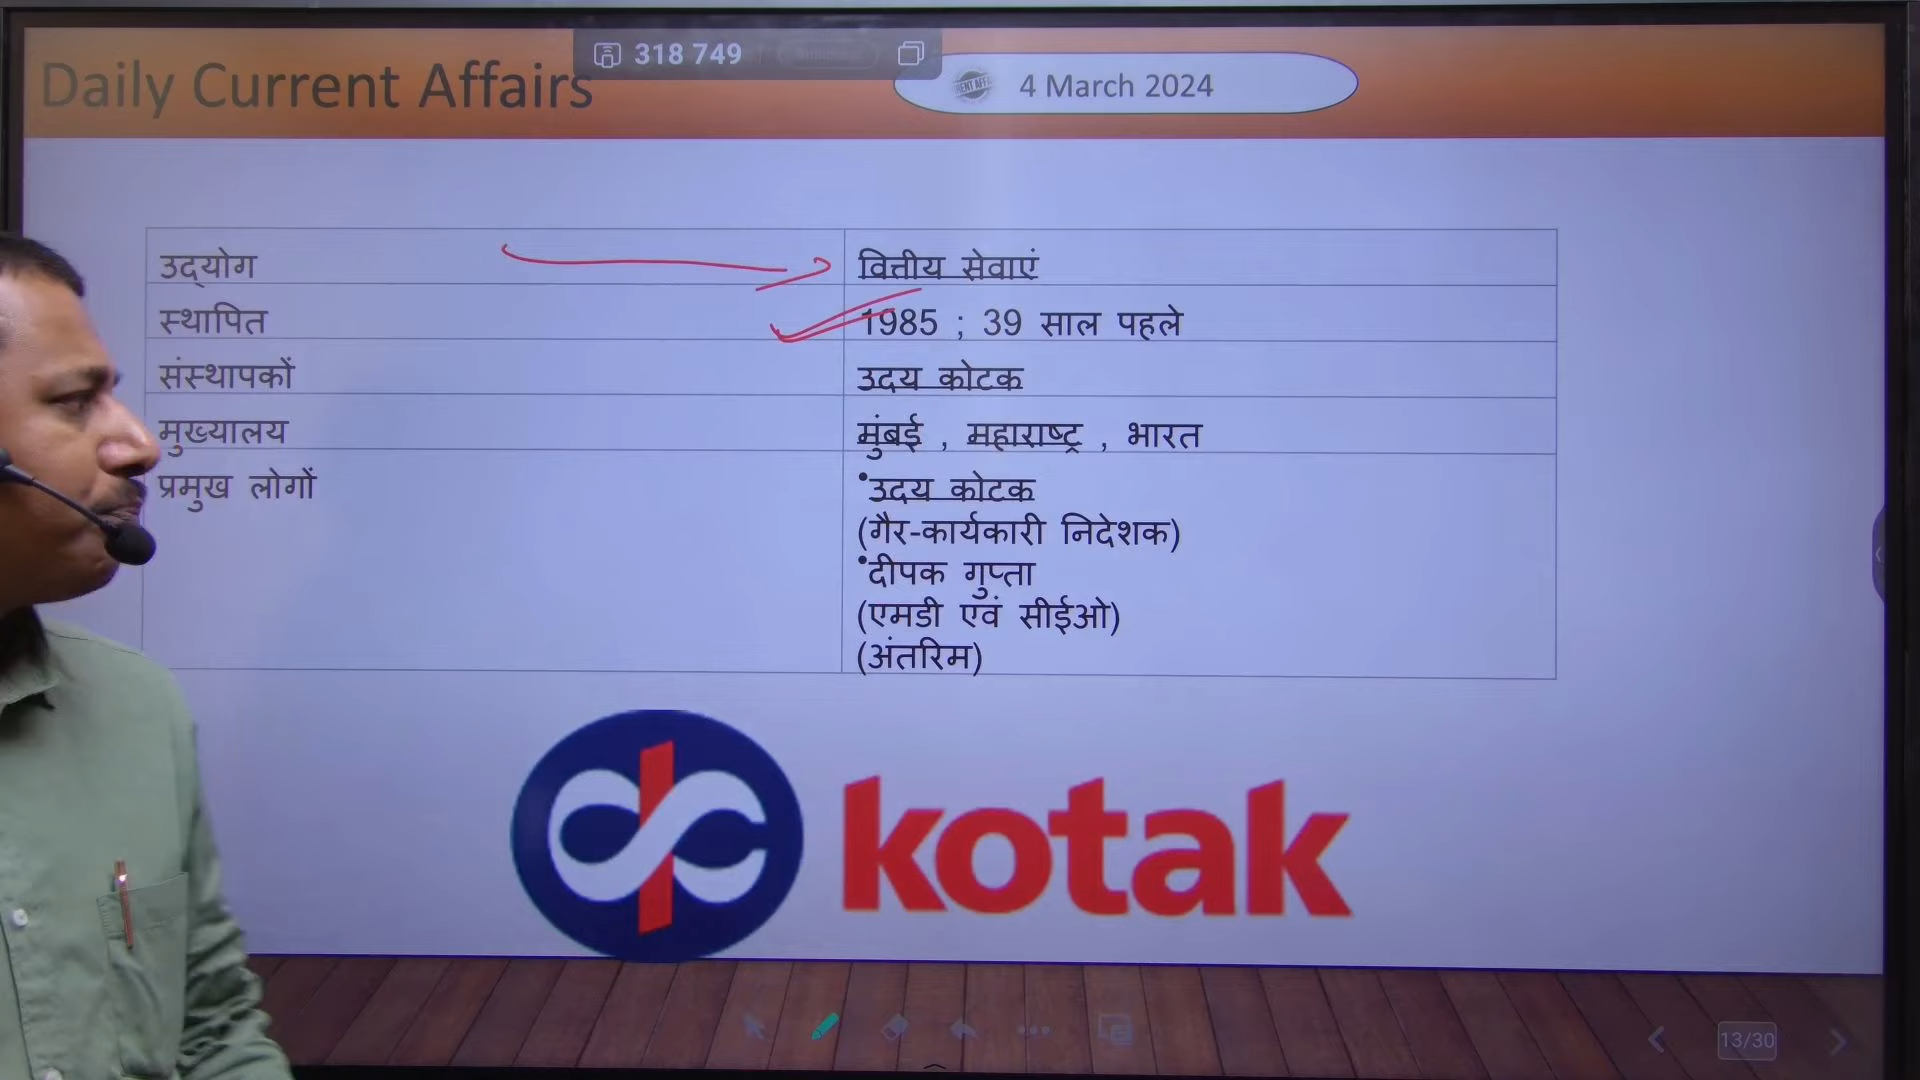 318 749
Daily Current Affairs
4 March 2024
उद्योग
वित्तीय सेवाएं
स्थापित
1985 ; 39 साल पहले
संस्थापकों
उदय कोटक
मुख्यालय
मुंबई , महाराष्ट्र , भारत
प्रमुख लोगों
•उदय कोटक
(गैर-कार्यकारी निदेशक)
•दीपक गुप्ता
(एमडी एवं सीईओ)
(अंतरिम)
kotak
13/30